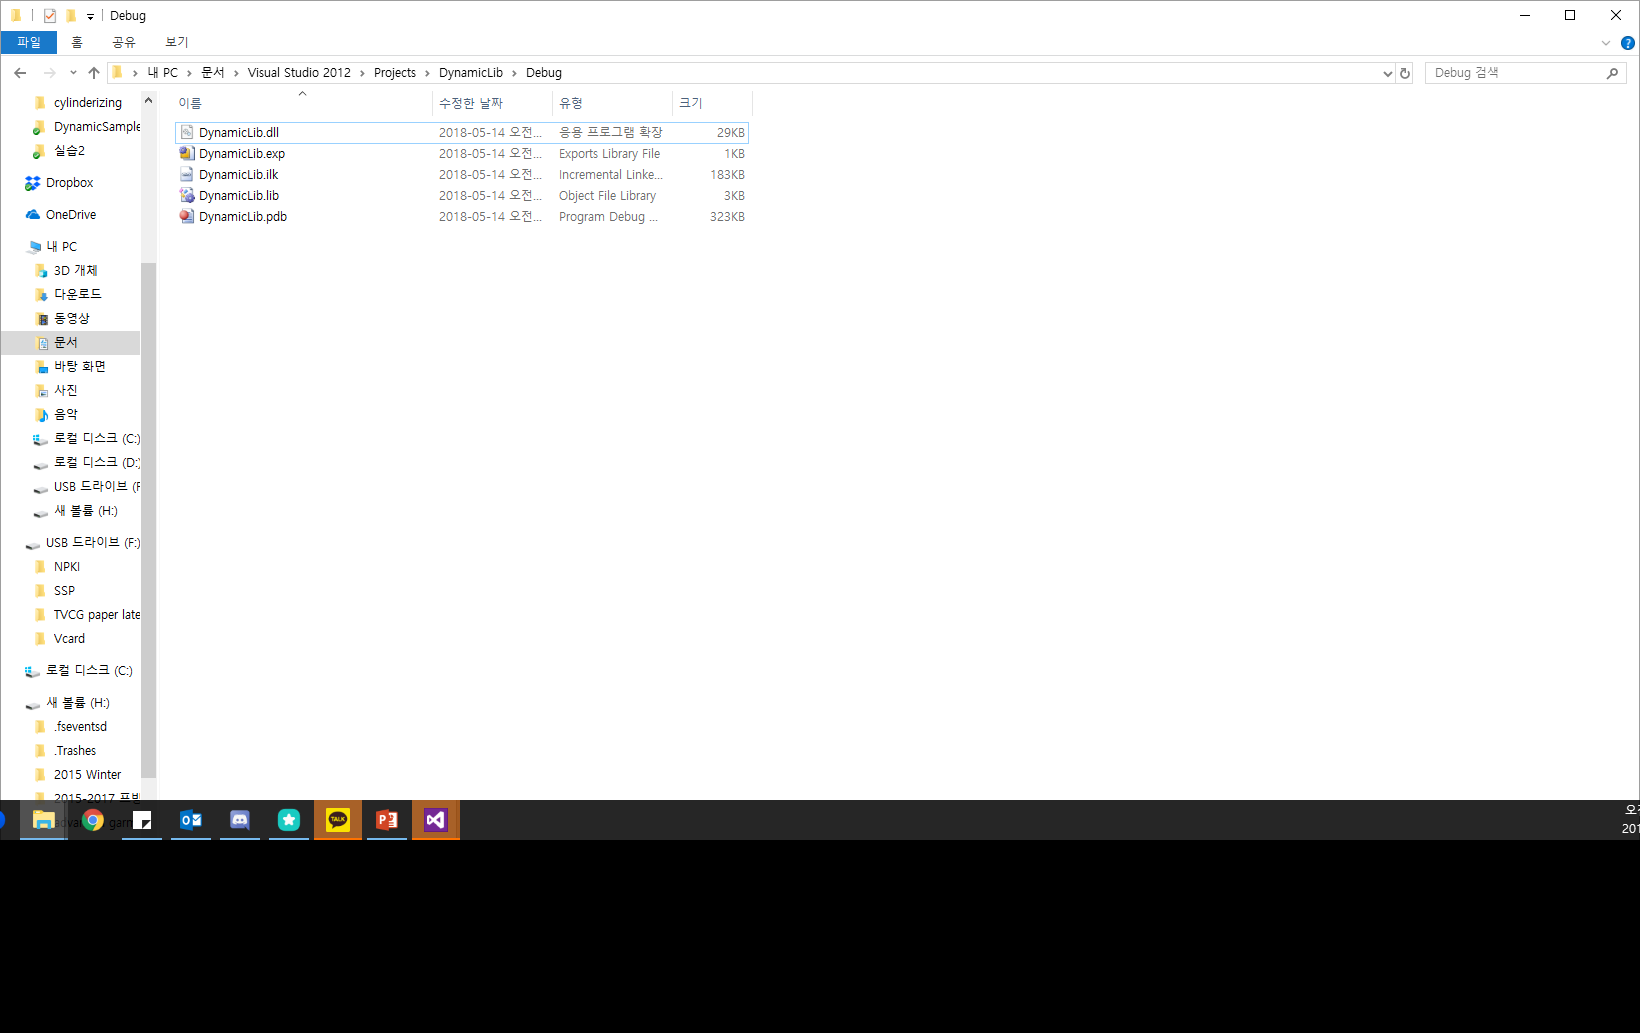 Debug
파일 홈 공유 보기
내 PC 문서 Visual Studio 2012 Projects DynamicLib Debug
Debug 검색
이름 수정한 날짜 유형 크기
DynamicLib.dll 2018-05-14 오전... 응용 프로그램 확장 29KB
DynamicLib.exp 2018-05-14 오전... Exports Library File 1KB
DynamicLib.ilk 2018-05-14 오전... Incremental Linke... 183KB
DynamicLib.lib 2018-05-14 오전... Object File Library 3KB
DynamicLib.pdb 2018-05-14 오전... Program Debug ... 323KB
cylinderizing
DynamicSample
실습2
Dropbox
OneDrive
내 PC
3D 개체
다운로드
동영상
문서
바탕 화면
사진
음악
로컬 디스크 (C:)
로컬 디스크 (D:)
USB 드라이브 (F
새 볼륨 (H:)
USB 드라이브 (F:)
NPKI
SSP
TVCG paper late
Vcard
로컬 디스크 (C:)
새 볼륨 (H:)
.fseventsd
.Trashes
2015 Winter
2015-2017 프방
TALK
오전
201